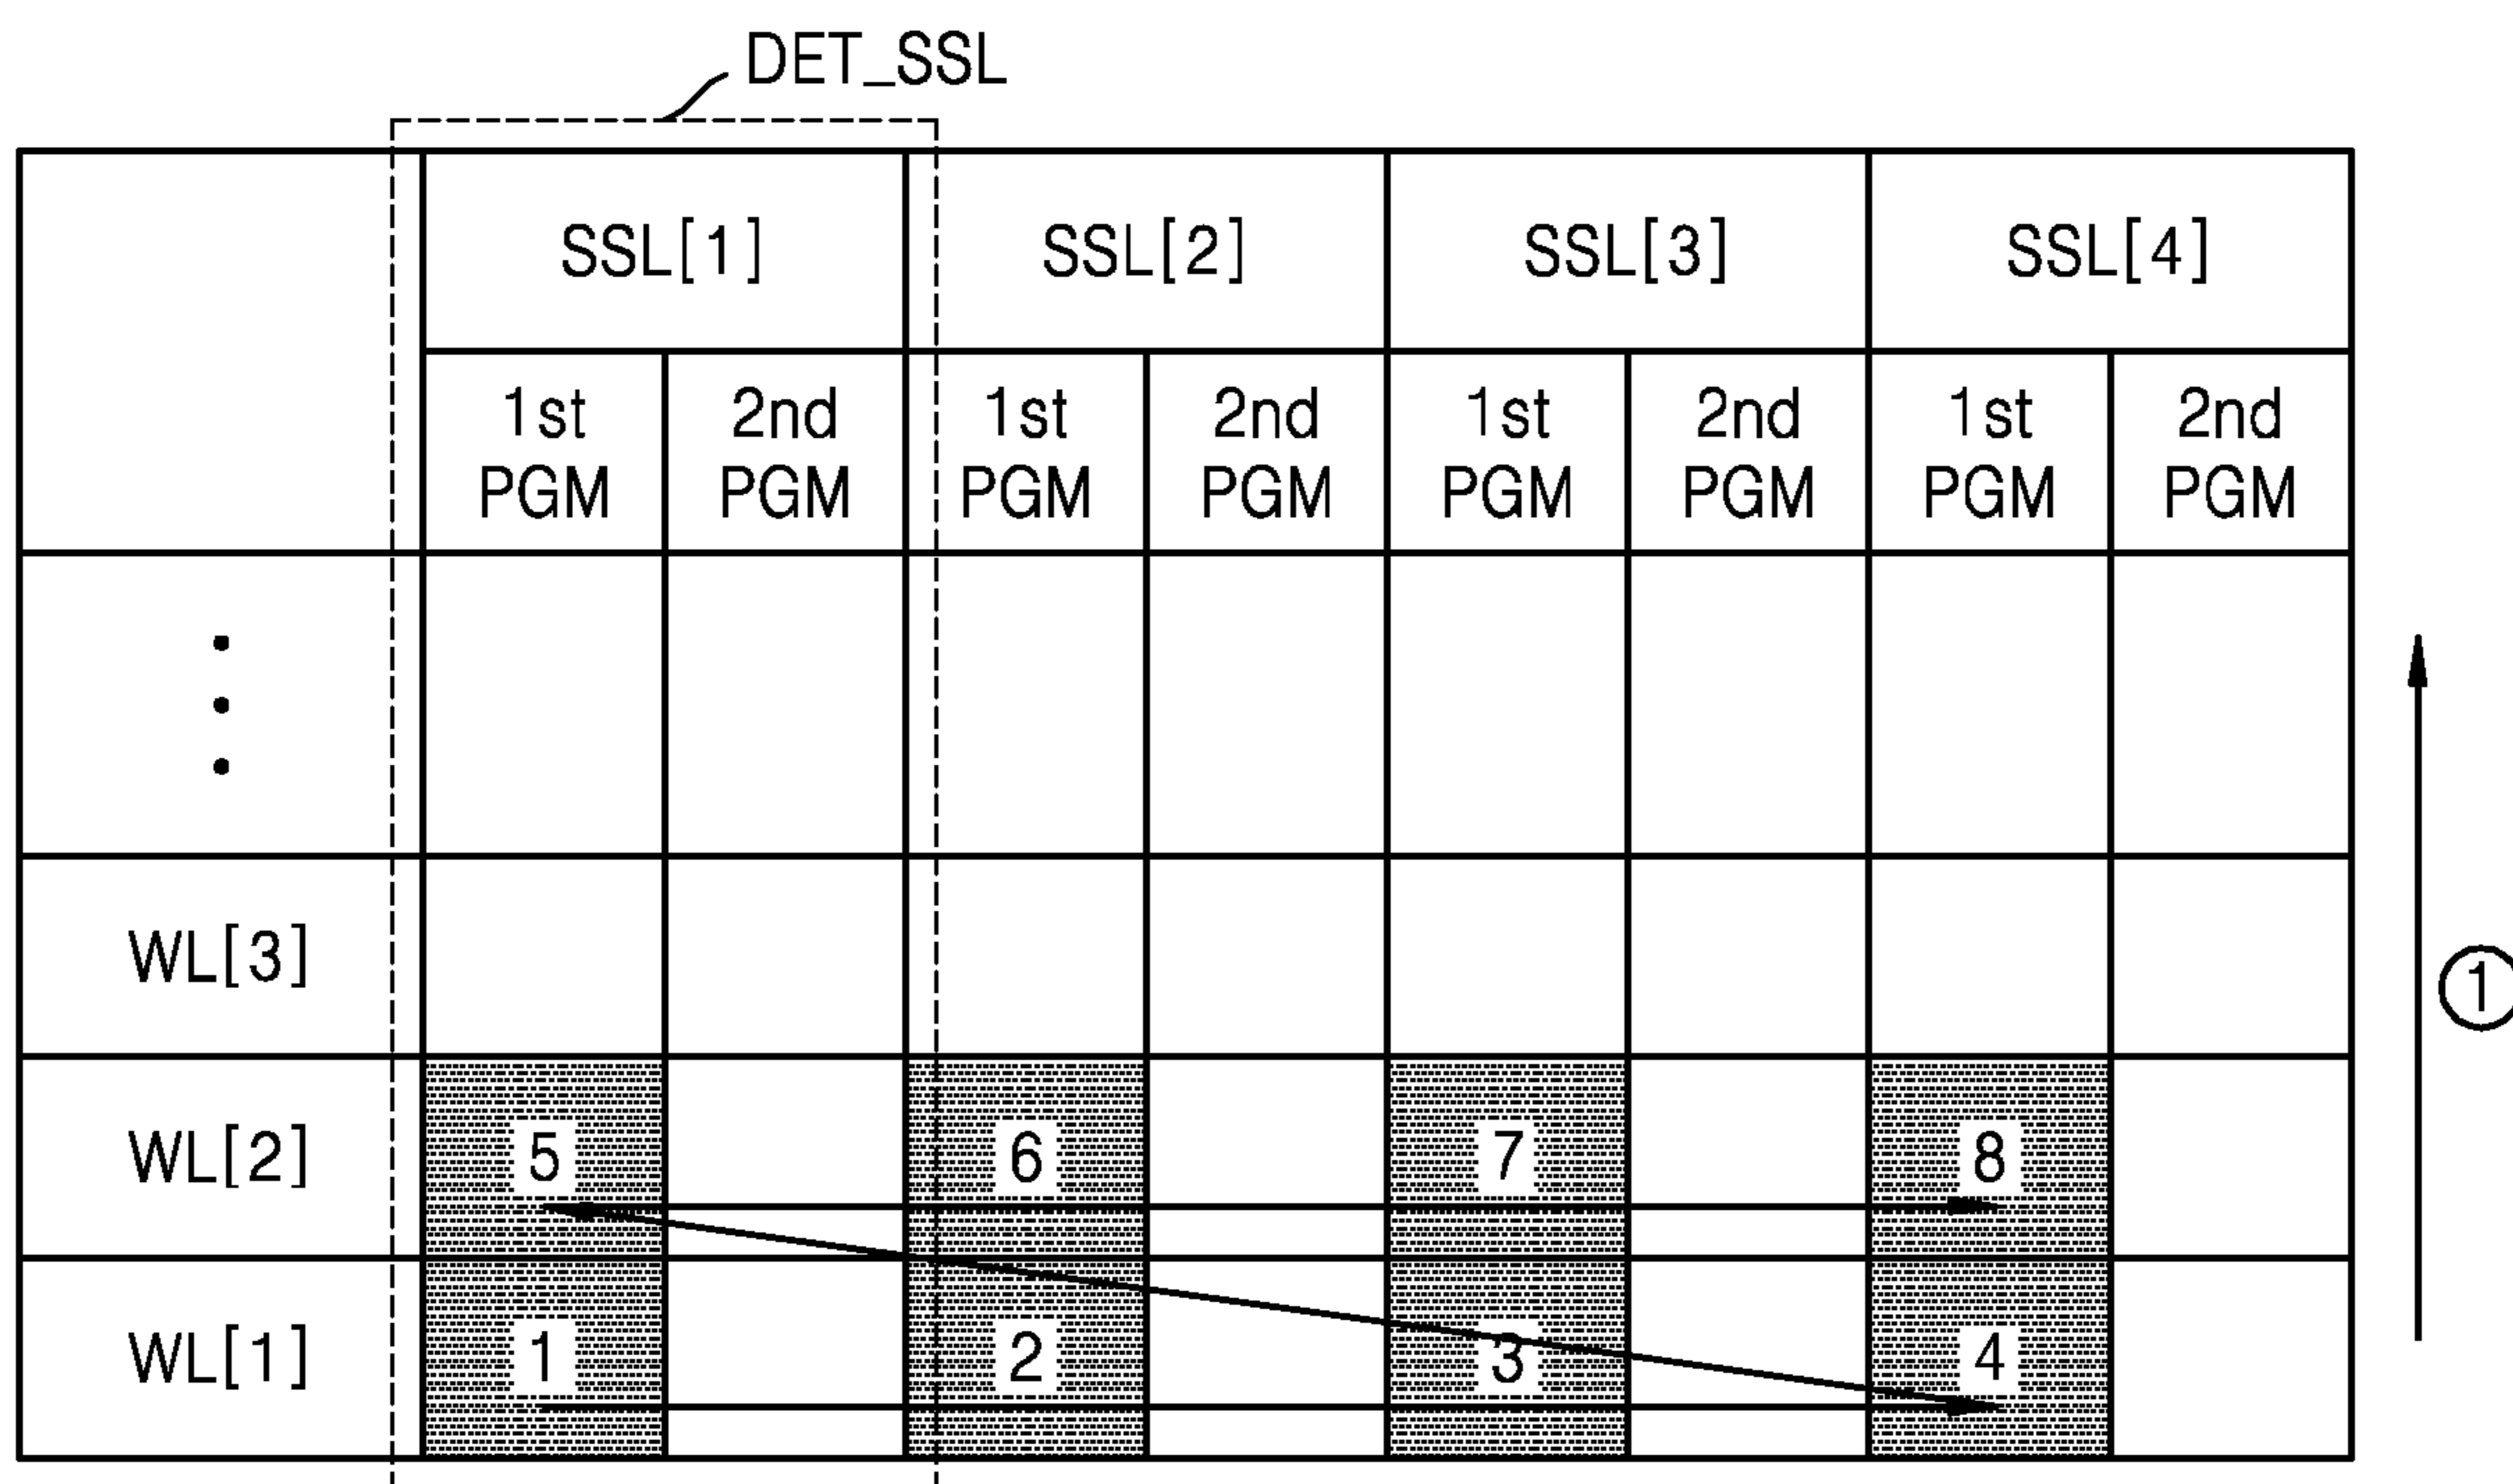 DET_SSL
SSL[1] SSL[2] SSL[3] SSL[4]
1st 2nd 1st 2nd 1st 2nd 1st 2nd
PGM PGM PGM PGM PGM PGM PGM PGM
WL[3]
①
WL[2] 5 6 7 8
WL[1] 1 2 3 4